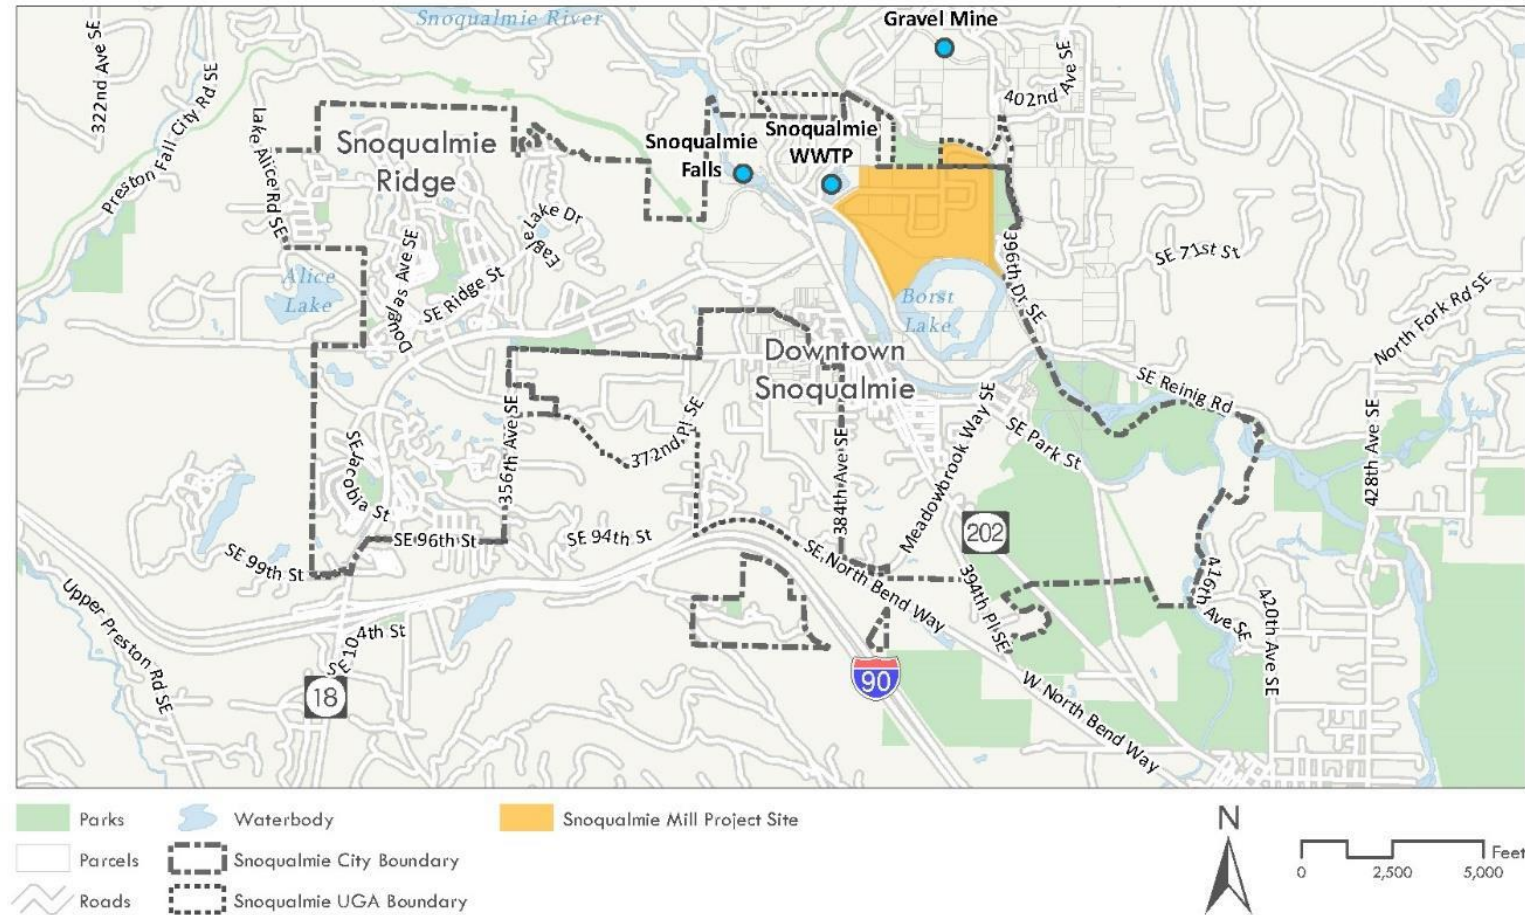 Snoqualmie River
Gravel Mine
322nd Ave SE
Preston Fall City Rd SE
Lake Alice Rd SE
402nd Ave SE
Snoqualmie
Ridge
Snoqualmie
Falls
Snoqualmie
WWTP
Eagle Lake Dr
Alice
Lake
Douglas Ave SE
SE Ridge St
Borst
Lake
396th Dr SE
SE 71st St
North Fork Rd SE
Downtown
Snoqualmie
SE Reinig Rd
356th Ave SE
372nd Pl SE
384th Ave SE
Meadowbrook Way SE
SE Park St
428th Ave SE
SE Jacobia St
SE 96th St
SE 94th St
SE 99th St
202
SE North Bend Way
394th Pl SE
416th Ave SE
420th Ave SE
Upper Preston Rd SE
SE 104th St
18
90
W North Bend Way
Parks
Waterbody
Snoqualmie Mill Project Site
Parcels
Snoqualmie City Boundary
Roads
Snoqualmie UGA Boundary
N
Feet
0 2,500 5,000